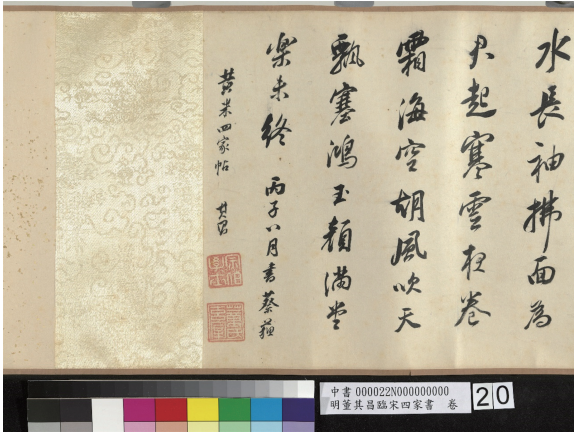 水長袖拂面為
君起寒雲夜卷
霜海空胡風吹天
飄塞鴻玉顏滿堂
樂未終 丙子八月書蔡蘇
黃米四家帖 其昌
中書 000022N000000000
明董其昌臨宋四家書 卷
20